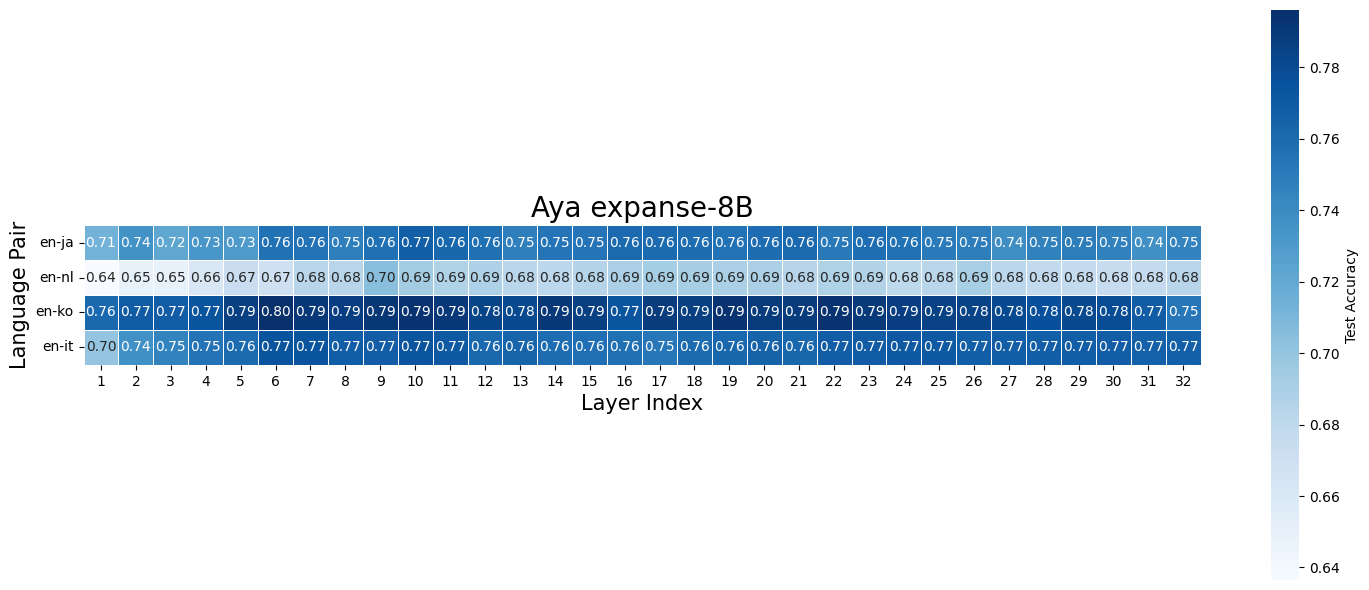 Aya expanse-8B
Language Pair
en-ja 0.71 0.74 0.72 0.73 0.73 0.76 0.76 0.75 0.76 0.77 0.76 0.76 0.75 0.75 0.75 0.76 0.76 0.76 0.76 0.76 0.76 0.75 0.76 0.76 0.75 0.75 0.74 0.75 0.75 0.75 0.74 0.75
en-nl 0.64 0.65 0.65 0.66 0.67 0.67 0.68 0.68 0.70 0.69 0.69 0.69 0.68 0.68 0.68 0.69 0.69 0.69 0.69 0.69 0.68 0.69 0.69 0.68 0.68 0.69 0.68 0.68 0.68 0.68 0.68 0.68
en-ko 0.76 0.77 0.77 0.77 0.79 0.80 0.79 0.79 0.79 0.79 0.79 0.78 0.78 0.79 0.79 0.77 0.79 0.79 0.79 0.79 0.79 0.79 0.79 0.79 0.79 0.78 0.78 0.78 0.78 0.78 0.77 0.75
en-it 0.70 0.74 0.75 0.75 0.76 0.77 0.77 0.77 0.77 0.77 0.77 0.76 0.76 0.76 0.76 0.76 0.75 0.76 0.76 0.76 0.76 0.77 0.77 0.77 0.77 0.77 0.77 0.77 0.77 0.77 0.77 0.77
1 2 3 4 5 6 7 8 9 10 11 12 13 14 15 16 17 18 19 20 21 22 23 24 25 26 27 28 29 30 31 32
Layer Index
0.78
0.76
0.74
0.72
0.70
0.68
0.66
0.64
Test Accuracy